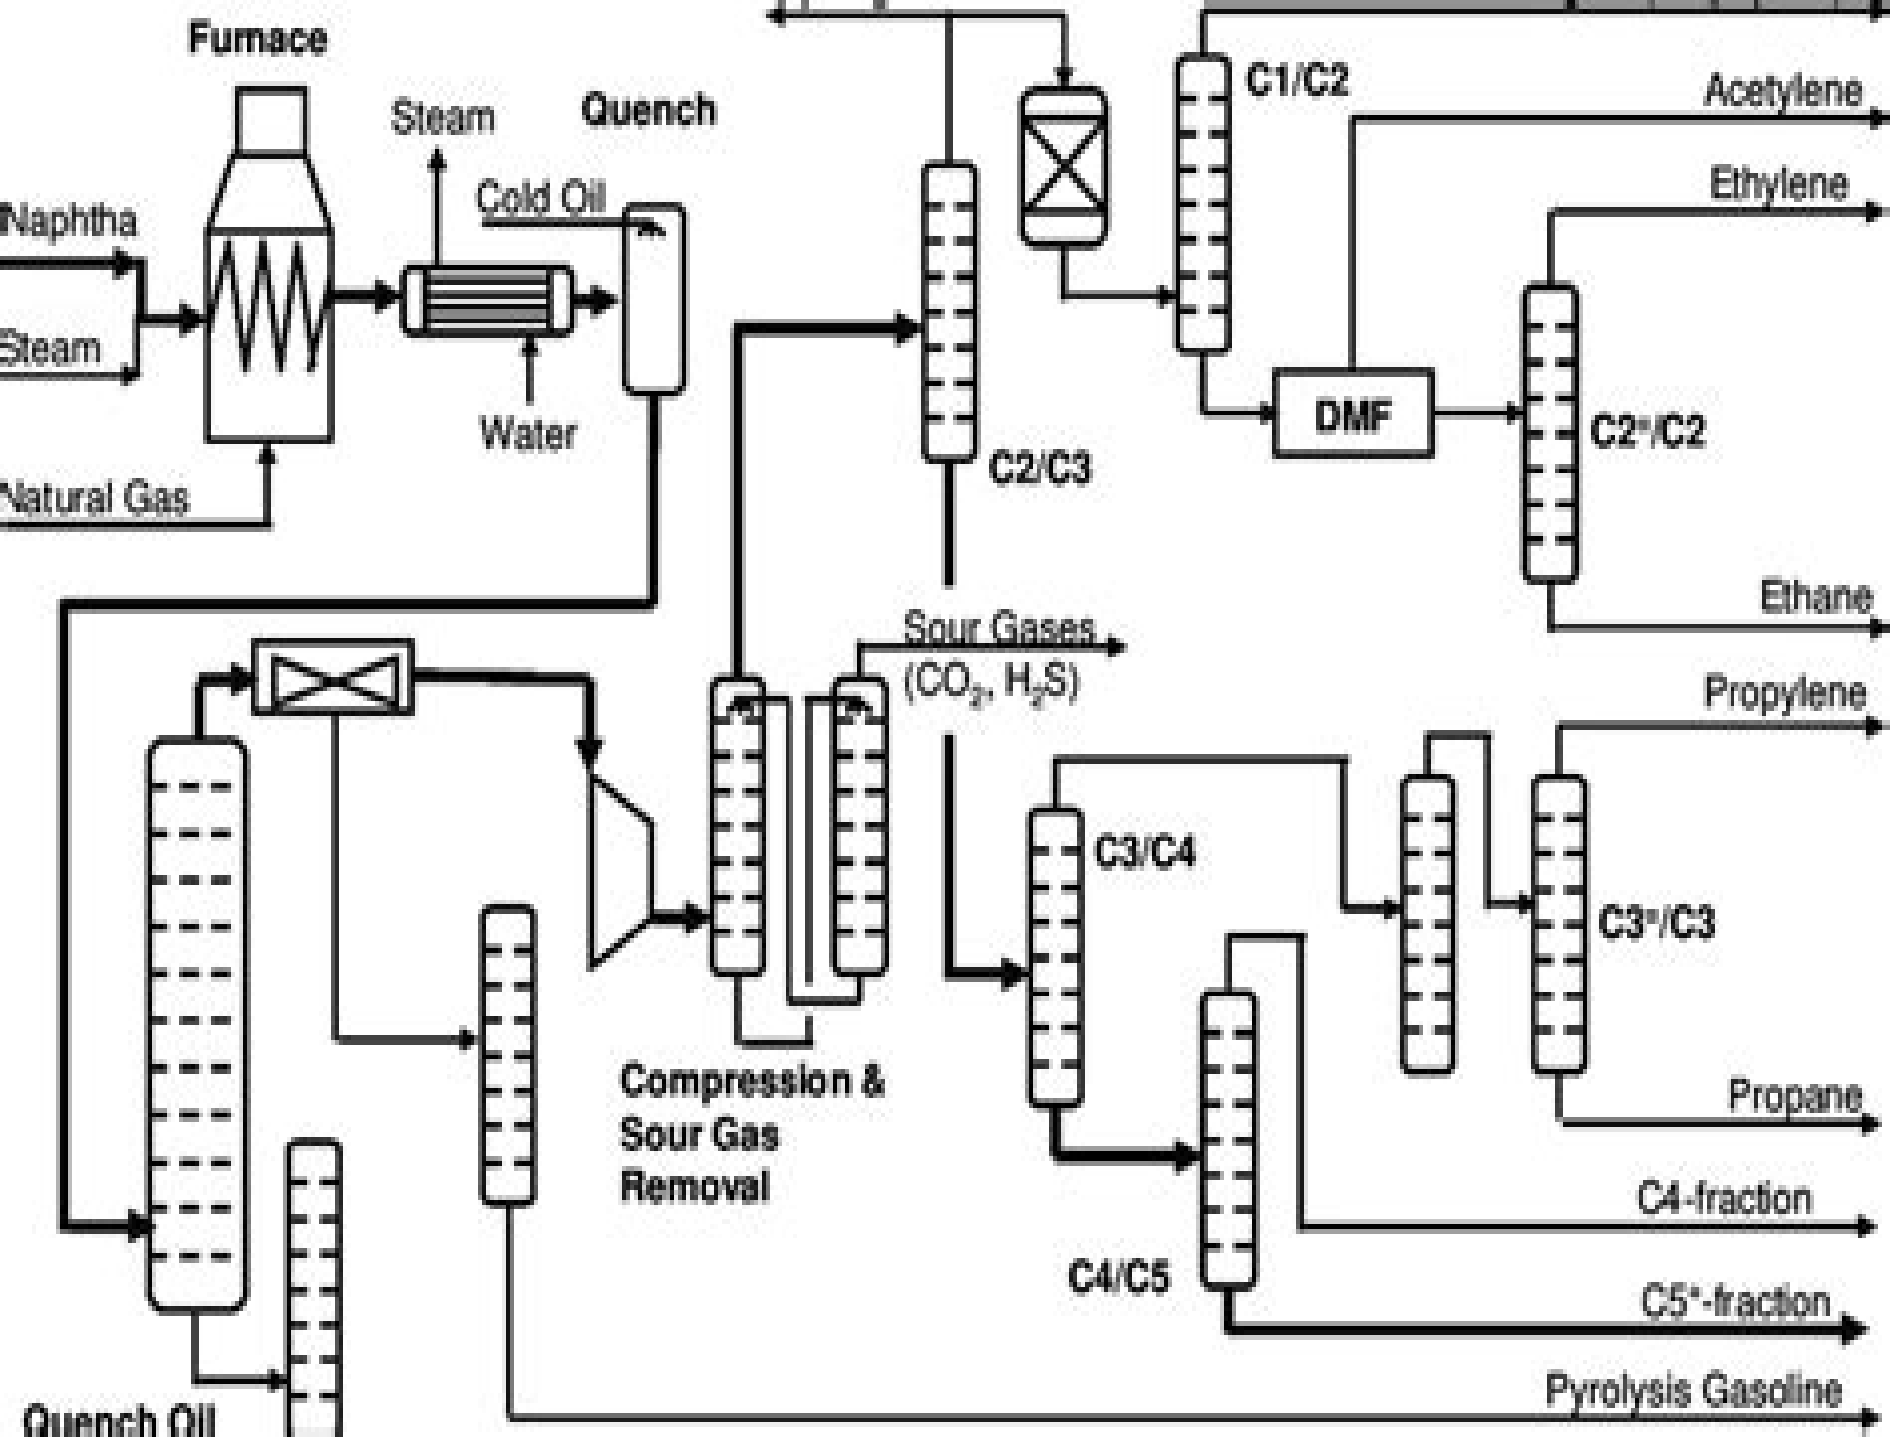 Furnace
Steam
Quench
Cold Oil
Naphtha
Steam
Water
Natural Gas
C1/C2
Acetylene
Ethylene
DMF
C2"/C2
C2/C3
Ethane
Sour Gases
(CO2, H2S)
Propylene
C3/C4
C3"/C3
Compression &
Sour Gas
Removal
Propane
C4-fraction
C4/C5
C5+-fraction
Pyrolysis Gasoline
Quench Oil